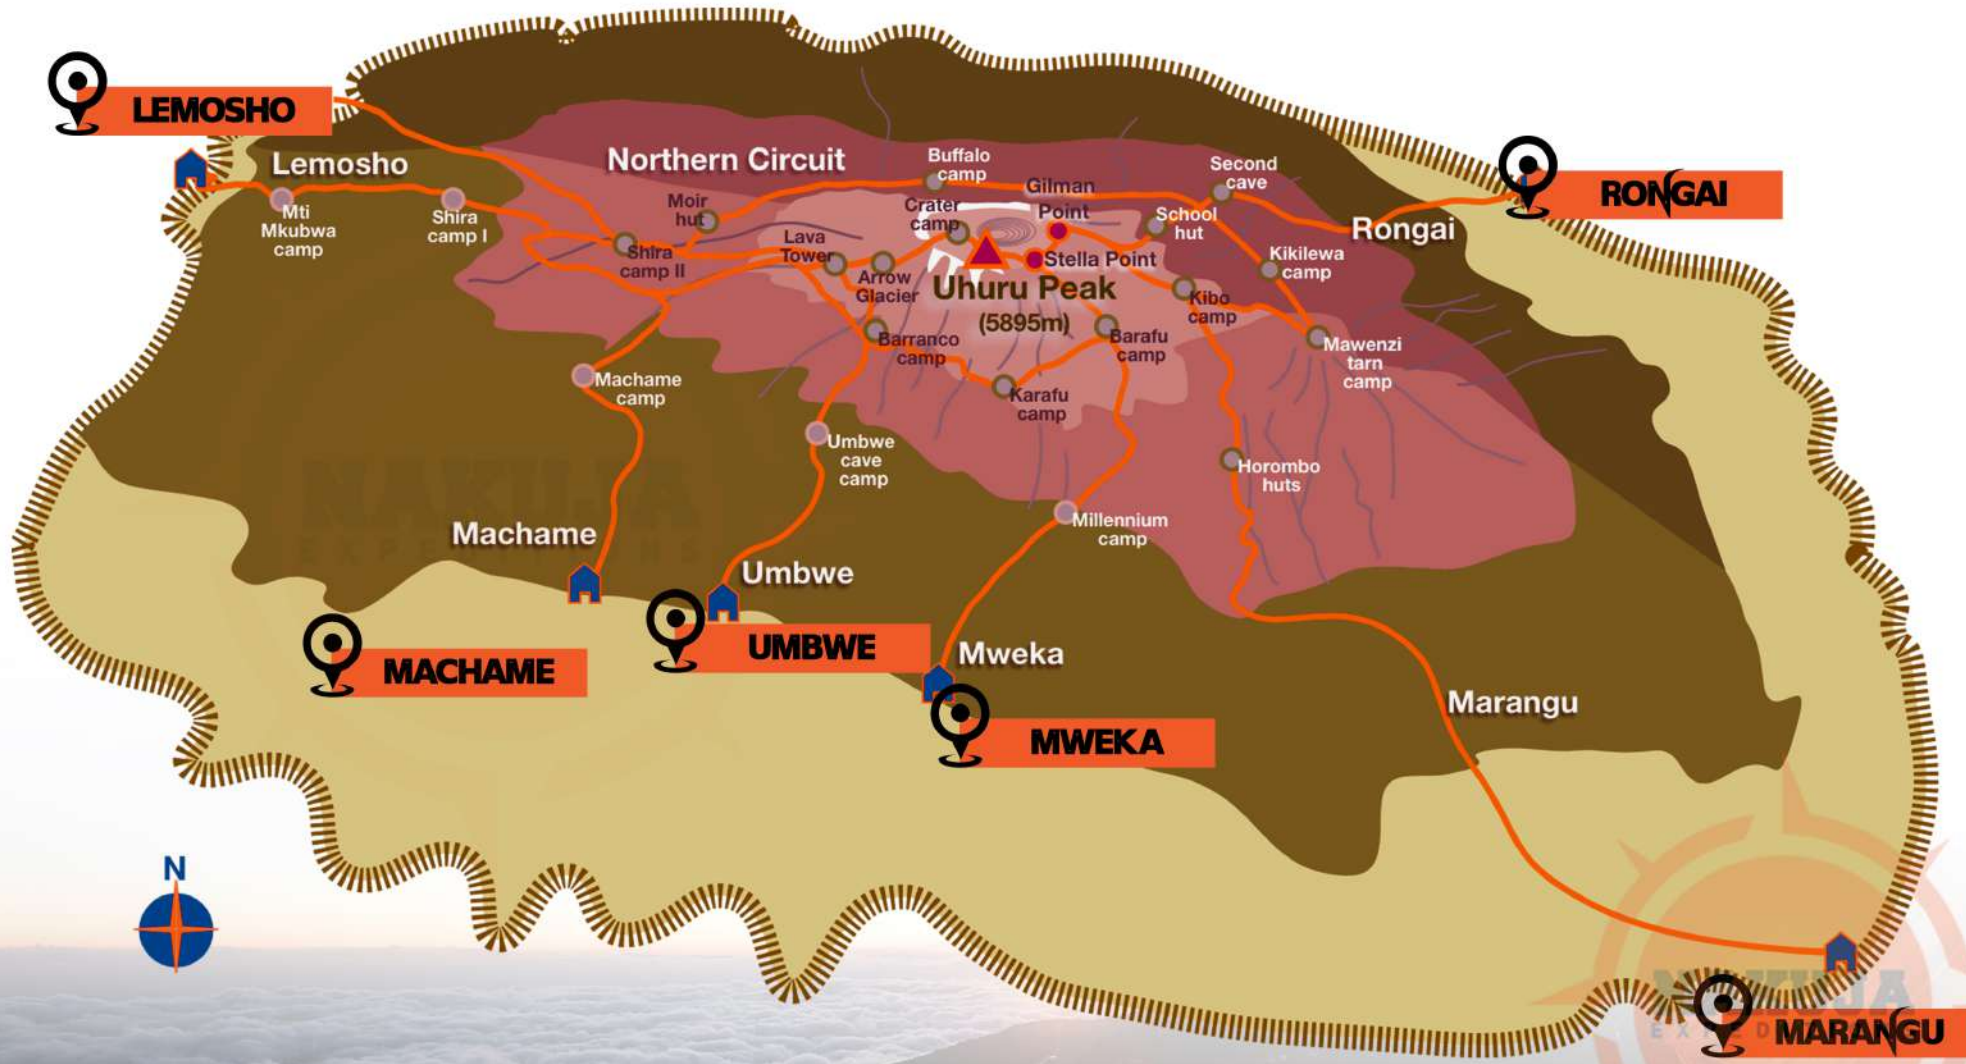 LEMOSHO
Lemosho
Mti
Mkubwa
camp
Shira
camp I
Northern Circuit
Moir
hut
Shira
camp II
Lava
Tower
Buffalo
camp
Crater
camp
Arrow
Glacier
Gilman
Point
Stella Point
Uhuru Peak
(5895m)
School
hut
Second
cave
Rongai
RONGAI
Kikilewa
camp
Kibo
camp
Mawenzi
tarn
camp
Barranco
camp
Barafu
camp
Karafu
camp
Machame
camp
Umbwe
cave
camp
Horombo
huts
Millennium
camp
NAKUJA
EXPEDITIONS
Machame
MACHAME
Umbwe
UMBWE
Mweka
MWEKA
Marangu
N
NAKUJA
MARANGU